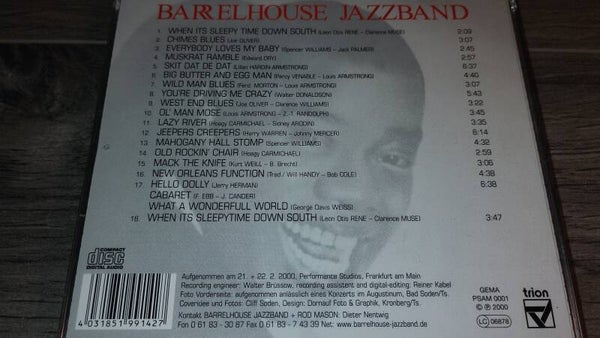 BARRELHOUSE JAZZBAND
1. WHEN ITS SLEEPY TIME DOWN SOUTH (Leon Otis RENE – Clarence MUSE) 2:09
2. CHIMES BLUES (Joe OLIVER) 3:07
3. EVERYBODY LOVES MY BABY (Spencer WILLIAMS – Jack PALMER) 2:45
4. MUSKRAT RAMBLE (Edward ORY) 2:57
5. SKIT DAT DE DAT (Lilian HARDIN ARMSTRONG) 6:37
6. BIG BUTTER AND EGG MAN (Percy VENABLE – Louis ARMSTRONG) 4:40
7. WILD MAN BLUES (Ferd. MORTON – Louis ARMSTRONG) 3:07
8. YOU'RE DRIVING ME CRAZY (Walter DONALDSON) 5:43
9. WEST END BLUES (Joe OLIVER – Clarence WILLIAMS) 3:22
10. OL' MAN MOSE (Louis ARMSTRONG – Z. T. RANDOLPH) 2:45
11. LAZY RIVER (Hoagy CARMICHAEL – Sidney ARODIN) 3:35
12. JEEPERS CREEPERS (Harry WARREN – Johnny MERCER) 6:14
13. MAHOGANY HALL STOMP (Spencer WILLIAMS) 4:32
14. OLD ROCKIN' CHAIR (Hoagy CARMICHAEL) 2:59
15. MACK THE KNIFE (Kurt WEILL – B. Brecht) 3:06
16. NEW ORLEANS FUNCTION (Trad / Will HANDY – Bob COLE) 4:38
17. HELLO DOLLY (Jerry HERMAN) 6:38
CABARET (F. EBB – J. CANDER)
WHAT A WONDERFULL WORLD (George Davis WEISS)
18. WHEN ITS SLEEPYTIME DOWN SOUTH (Leon Otis RENE – Clarence MUSE) 3:47
COMPACT
disc
DIGITAL AUDIO
4 031851 991427
Aufgenommen am 21. + 22. 2. 2000, Performance Studios, Frankfurt am Main
Recording engineer: Walter Brüssow, recording assistent and digital-editing: Reiner Kabel
Foto Vorderseite: aufgenommen anlässlich eines Konzerts im Augustinum, Bad Soden/Ts.
Coveridee und Fotos: Cliff Soden, Design: Dornauf Foto & Graphik, Kronberg/Ts
Kontakt BARRELHOUSE JAZZBAND + ROD MASON: Dieter Nentwig
Fon 0 61 83 - 30 87 Fax 0 61 83 - 7 43 39 Net: www.barrelhouse-jazzband.de
GEMA
PSAM 0001
℗ © 2000
LC 06878
trion